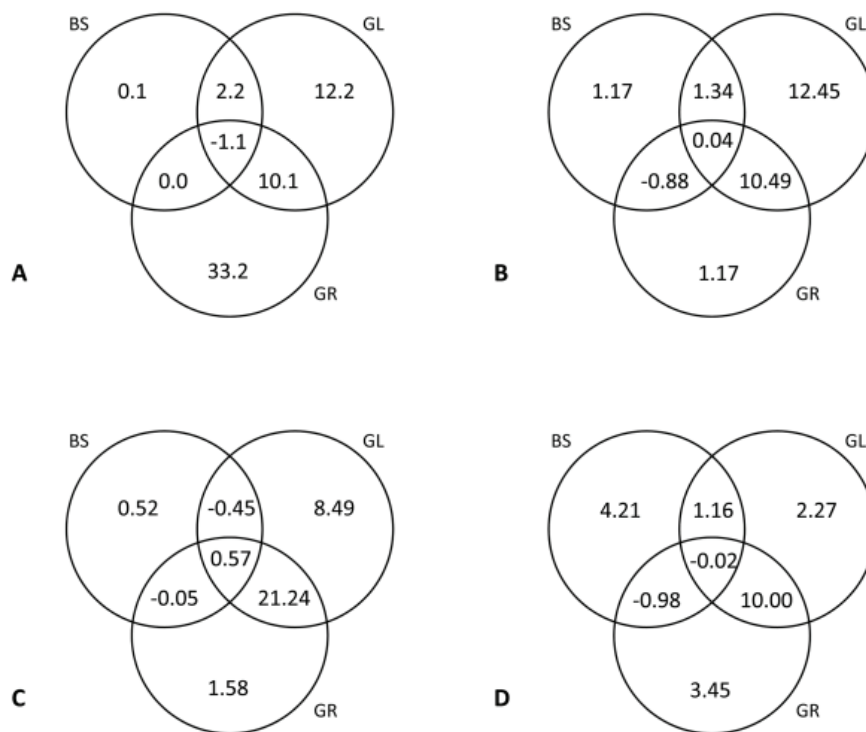 BS GL BS GL
0.1 2.2 12.2 1.17 1.34 12.45
-1.1 0.04
0.0 10.1 -0.88 10.49
33.2 1.17
A GR B GR
BS GL BS GL
0.52 -0.45 8.49 4.21 1.16 2.27
0.57 -0.02
-0.05 21.24 -0.98 10.00
1.58 3.45
C GR D GR